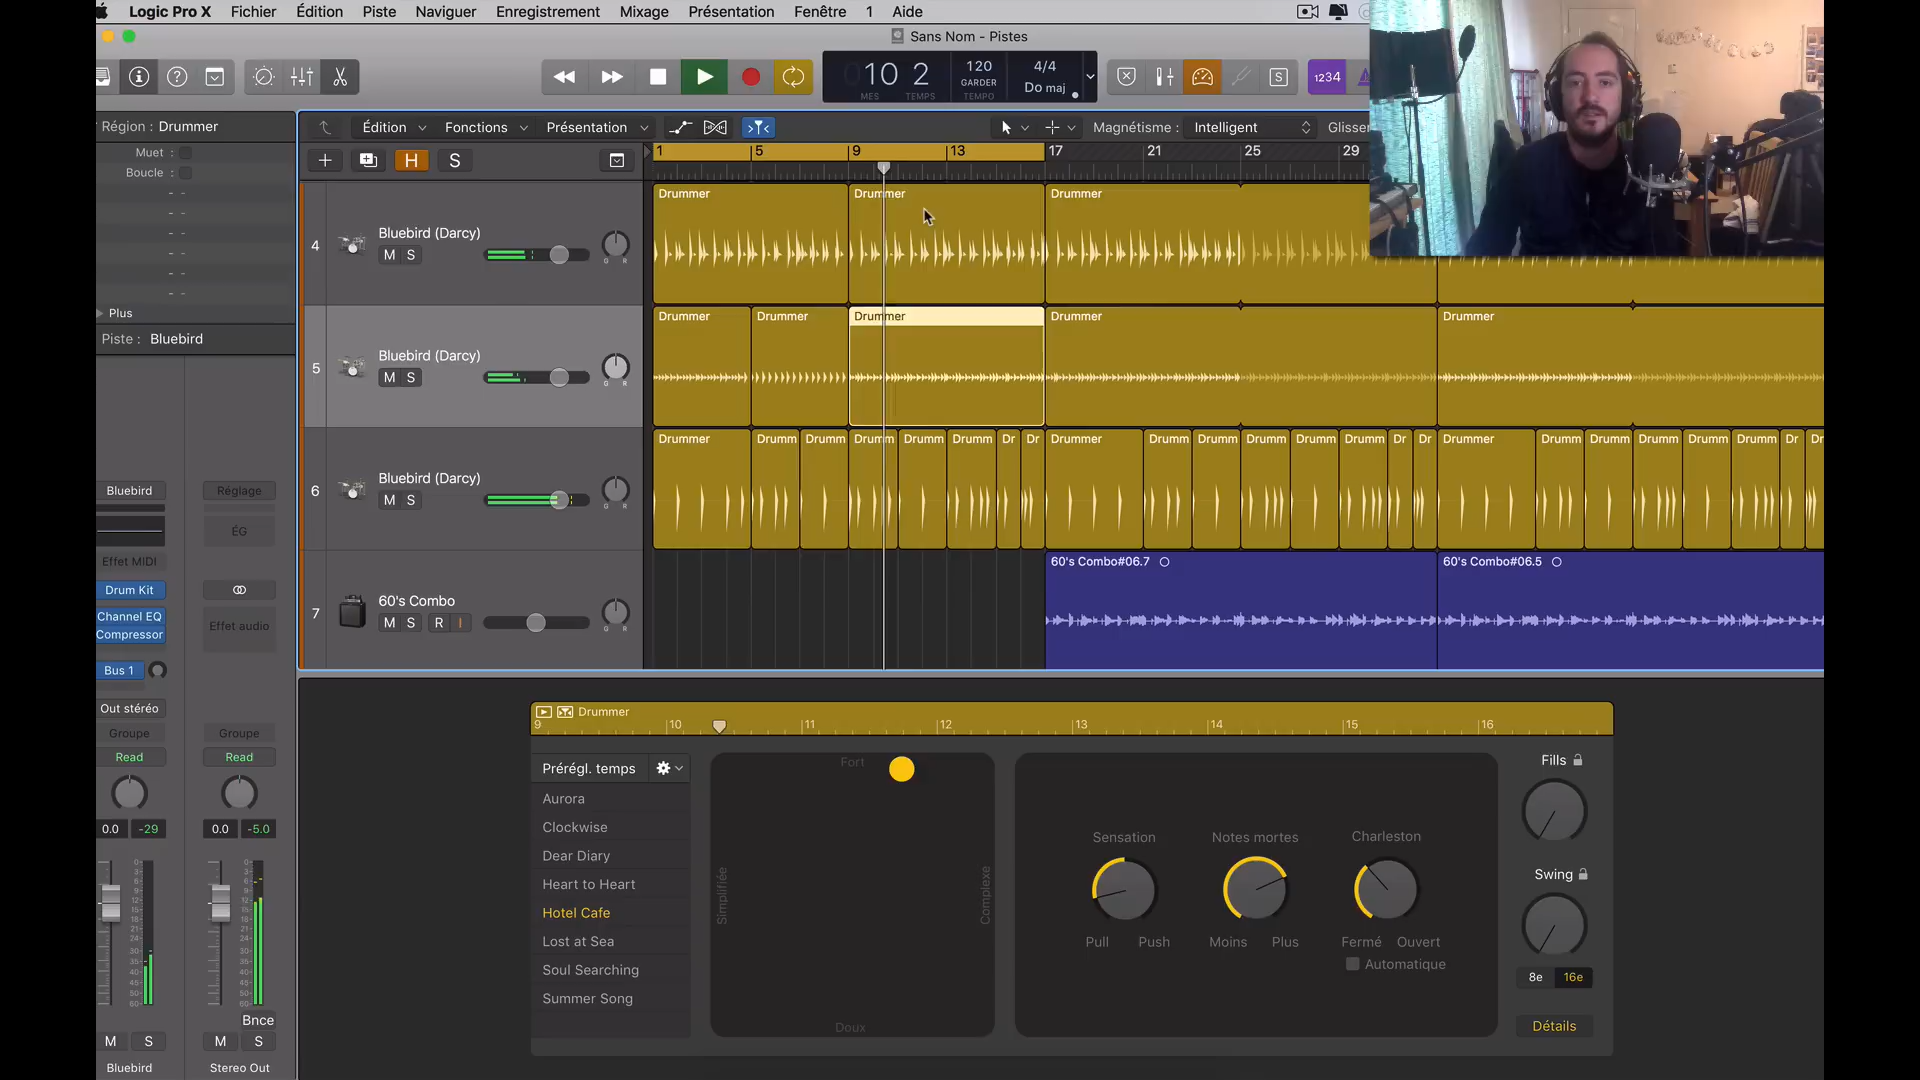 Logic Pro X Fichier Édition Piste Naviguer Enregistrement Mixage Présentation Fenêtre 1 Aide
Sans Nom - Pistes
10 2 120 4/4
GARDER Do maj
MES TEMPS TEMPO
S 1234
Région : Drummer
Édition Fonctions Présentation Magnétisme : Intelligent Glisser
Muet :
Boucle :
H S
1 5 9 13 17 21 25 29
Plus
Piste : Bluebird
4 Bluebird (Darcy)
M S
Drummer Drummer Drummer
5 Bluebird (Darcy)
M S
Drummer Drummer Drummer Drummer Drummer
6 Bluebird (Darcy)
M S
Drummer Drumm Drumm Drumm Drumm Drumm Dr Dr Drummer Drumm Drumm Drumm Drumm Drumm Dr Dr Drummer Drumm Drumm Drumm Drumm Drumm Dr Dr
7 60's Combo
M S R I
60's Combo#06.7 60's Combo#06.5
Bluebird Réglage
ÉG
Effet MIDI
Drum Kit
Channel EQ
Compressor
Effet audio
Bus 1
Out stéréo
Groupe Groupe
Read Read
0.0 -29 0.0 -5.0
Bnce
M S M S
Bluebird Stereo Out
Drummer
9 10 11 12 13 14 15 16
Prérégl. temps
Aurora
Clockwise
Dear Diary
Heart to Heart
Hotel Cafe
Lost at Sea
Soul Searching
Summer Song
Fort
Simplifiée
Complexe
Doux
Sensation Notes mortes Charleston
Pull Push Moins Plus Fermé Ouvert
Automatique
Fills
Swing
8e 16e
Détails